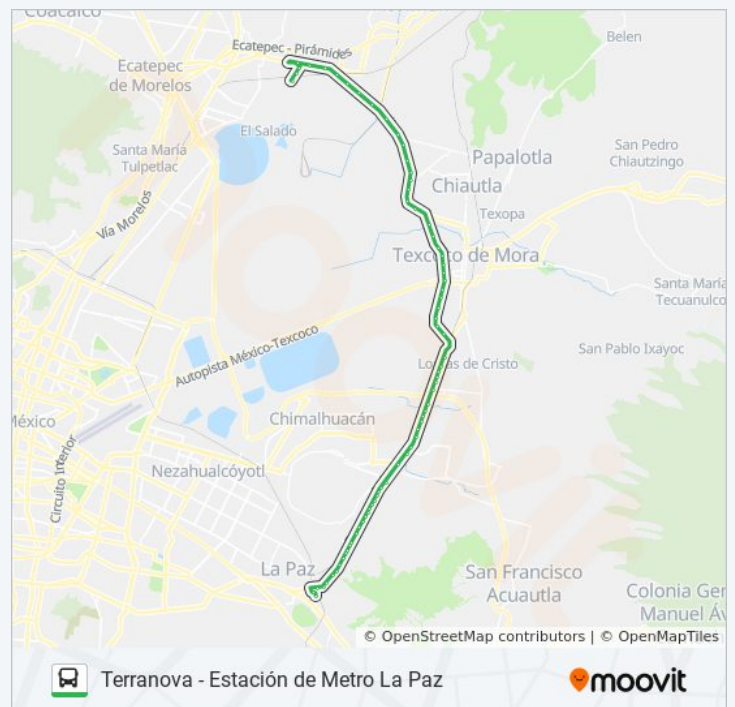 Coacalco
Ecatepec - Pirámides
Belen
Ecatepec
de Morelos
El Salado
Santa María
Tulpetlac
San Pedro
Chiautzingo
Papalotla
Chiautla
Vía Morelos
Texopa
Texcoco de Mora
Santa María
Tecuanulco
Autopista México-Texcoco
San Pablo Ixayoc
Lomas de Cristo
México
Chimalhuacán
Circuito Interior
Nezahualcóyotl
La Paz
San Francisco
Acuautla
Colonia Gen
Manuel Áv
© OpenStreetMap contributors | © OpenMapTiles
Terranova - Estación de Metro La Paz
moovit